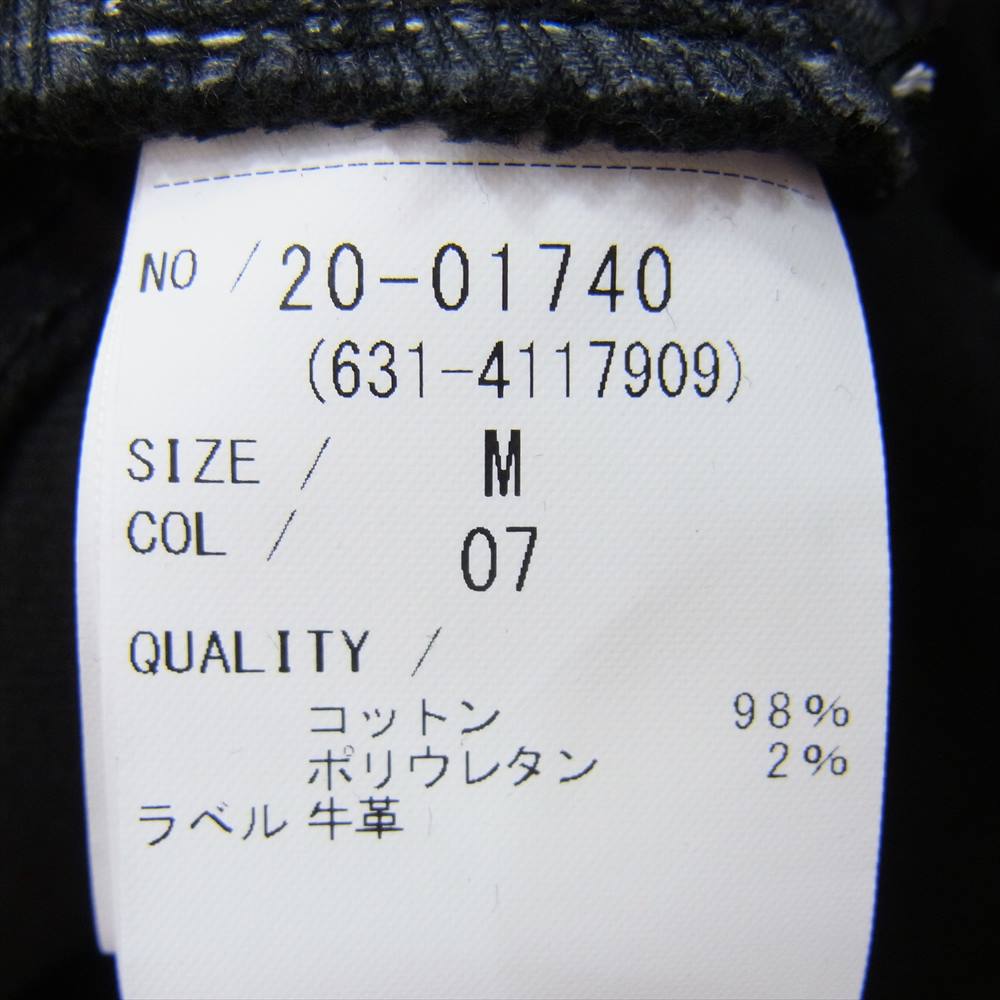 NO / 20-01740
(631-4117909)
SIZE / M
COL / 07
QUALITY /
コットン 98%
ポリウレタン 2%
ラベル 牛革